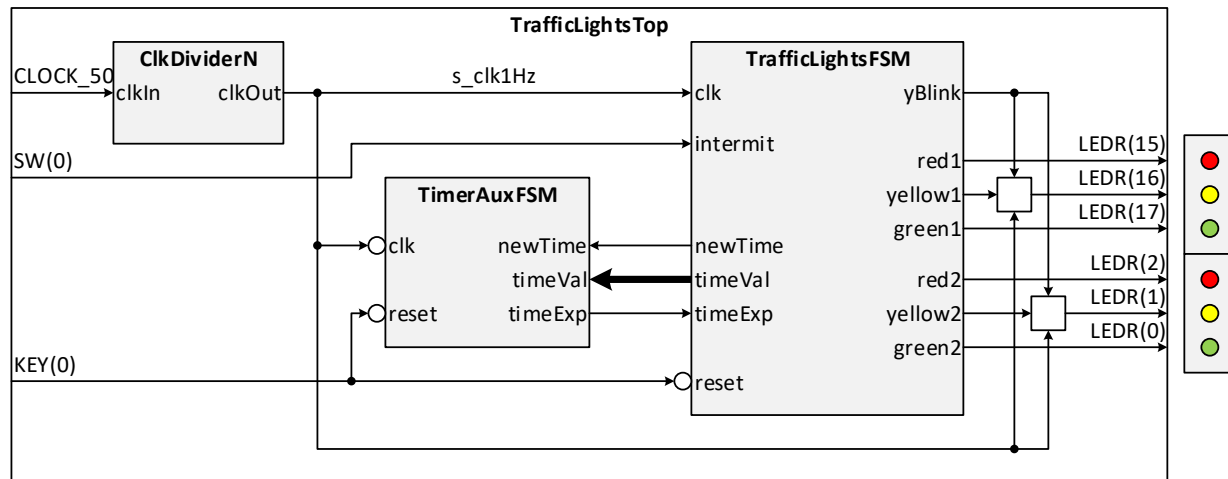 TrafficLightsTop
ClkDividerN
TrafficLightsFSM
CLOCK_50
clkIn
clkOut
s_clk1Hz
clk
yBlink
SW(0)
intermit
red1
LEDR(15)
TimerAuxFSM
yellow1
LEDR(16)
green1
LEDR(17)
clk
newTime
newTime
timeVal
timeVal
red2
LEDR(2)
reset
timeExp
timeExp
yellow2
LEDR(1)
green2
LEDR(0)
KEY(0)
reset